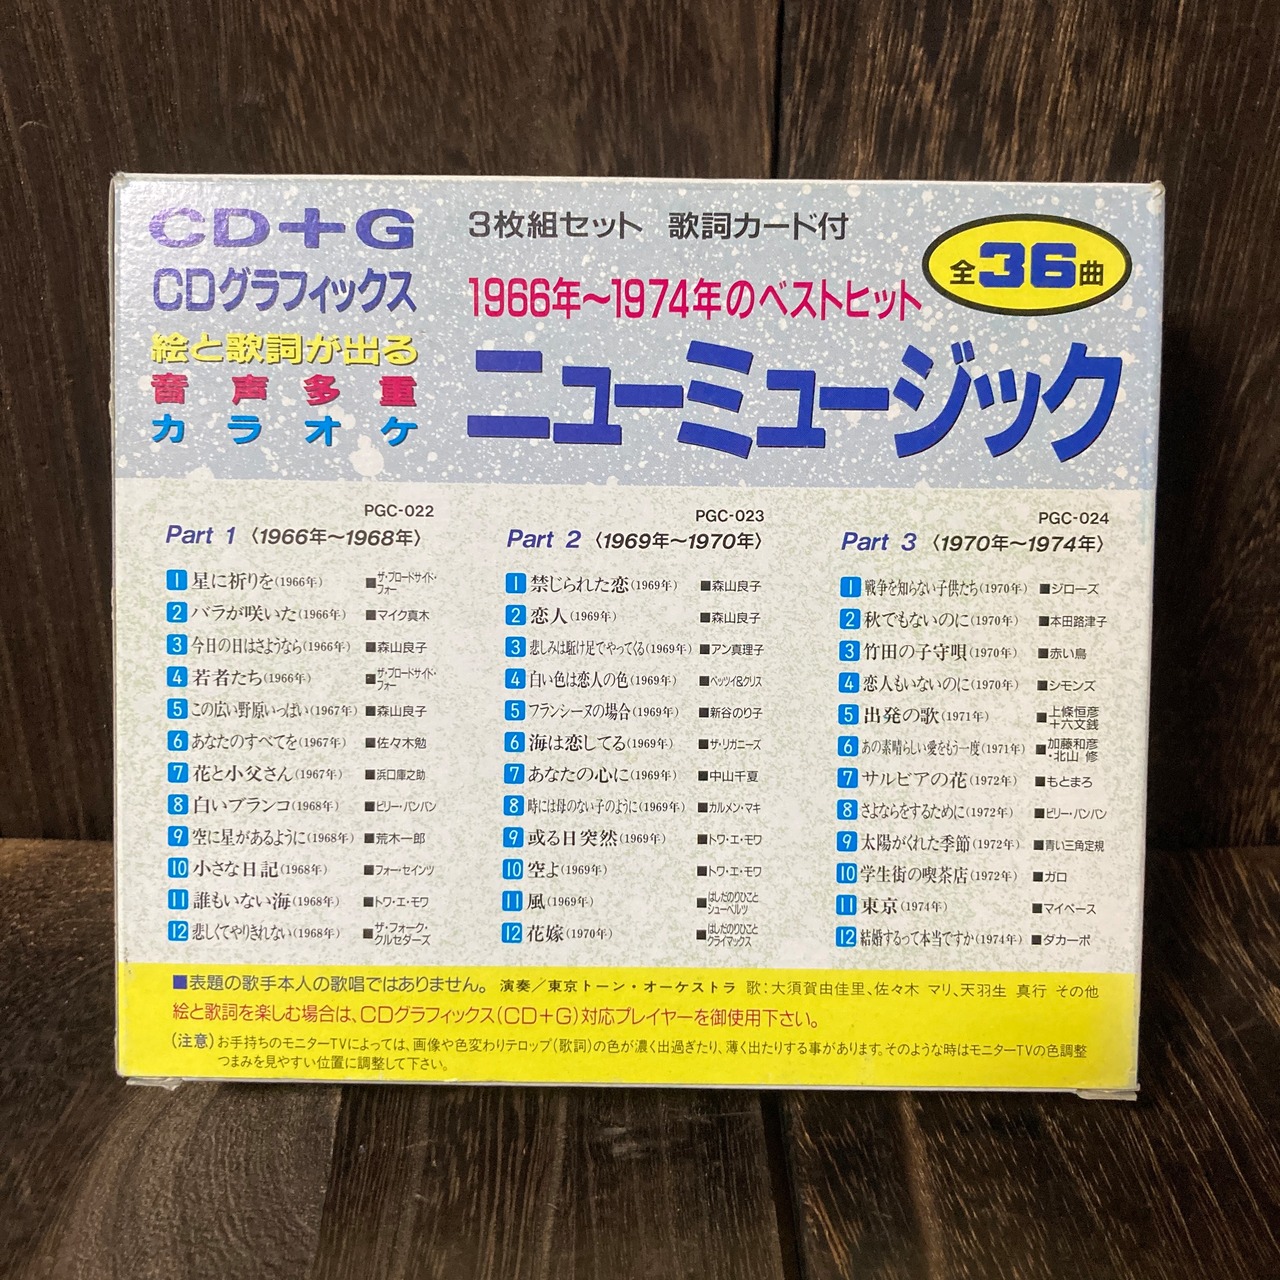 CD+G
CDグラフィックス
絵と歌詞が出る
音声多重
カラオケ
3枚組セット 歌詞カード付
1966年～1974年のベストヒット
全36曲
ニューミュージック
PGC-022
Part 1 〈1966年～1968年〉
1 星に祈りを(1966年) ■ザ・ブロードサイド・フォー
2 バラが咲いた(1966年) ■マイク真木
3 今日の日はさようなら(1966年) ■森山良子
4 若者たち(1966年) ■ザ・ブロードサイド・フォー
5 この広い野原いっぱい(1967年) ■森山良子
6 あなたのすべてを(1967年) ■佐々木勉
7 花と小父さん(1967年) ■浜口庫之助
8 白いブランコ(1968年) ■ビリー・バンバン
9 空に星があるように(1968年) ■荒木一郎
10 小さな日記(1968年) ■フォー・セインツ
11 誰もいない海(1968年) ■トワ・エ・モワ
12 悲しくてやりきれない(1968年) ■ザ・フォーク・クルセダーズ
PGC-023
Part 2 〈1969年～1970年〉
1 禁じられた恋(1969年) ■森山良子
2 恋人(1969年) ■森山良子
3 悲しみは駈け足でやってくる(1969年) ■アン真理子
4 白い色は恋人の色(1969年) ■ベッツイ&クリス
5 フランシーヌの場合(1969年) ■新谷のり子
6 海は恋してる(1969年) ■ザ・リガニーズ
7 あなたの心に(1969年) ■中山千夏
8 時には母のない子のように(1969年) ■カルメン・マキ
9 或る日突然(1969年) ■トワ・エ・モワ
10 空よ(1969年) ■トワ・エ・モワ
11 風(1969年) ■はしだのりひことシューベルツ
12 花嫁(1970年) ■はしだのりひことクライマックス
PGC-024
Part 3 〈1970年～1974年〉
1 戦争を知らない子供たち(1970年) ■ジローズ
2 秋でもないのに(1970年) ■本田路津子
3 竹田の子守唄(1970年) ■赤い鳥
4 恋人もいないのに(1970年) ■シモンズ
5 出発の歌(1971年) ■上條恒彦+六文銭
6 あの素晴らしい愛をもう一度(1971年) ■加藤和彦・北山 修
7 サルビアの花(1972年) ■もとまろ
8 さよならをするために(1972年) ■ビリー・バンバン
9 太陽がくれた季節(1972年) ■青い三角定規
10 学生街の喫茶店(1972年) ■ガロ
11 東京(1974年) ■マイペース
12 結婚するって本当ですか(1974年) ■ダカーポ
■表題の歌手本人の歌唱ではありません。 演奏／東京トーン・オーケストラ 歌：大須賀由佳里、佐々木 マリ、天羽生 真行 その他
絵と歌詞を楽しむ場合は、CDグラフィックス(CD+G)対応プレイヤーを御使用下さい。
(注意) お手持ちのモニターTVによっては、画像や色変わりテロップ(歌詞)の色が濃く出過ぎたり、薄く出たりする事があります。そのような時はモニターTVの色調整
つまみを見やすい位置に調整して下さい。